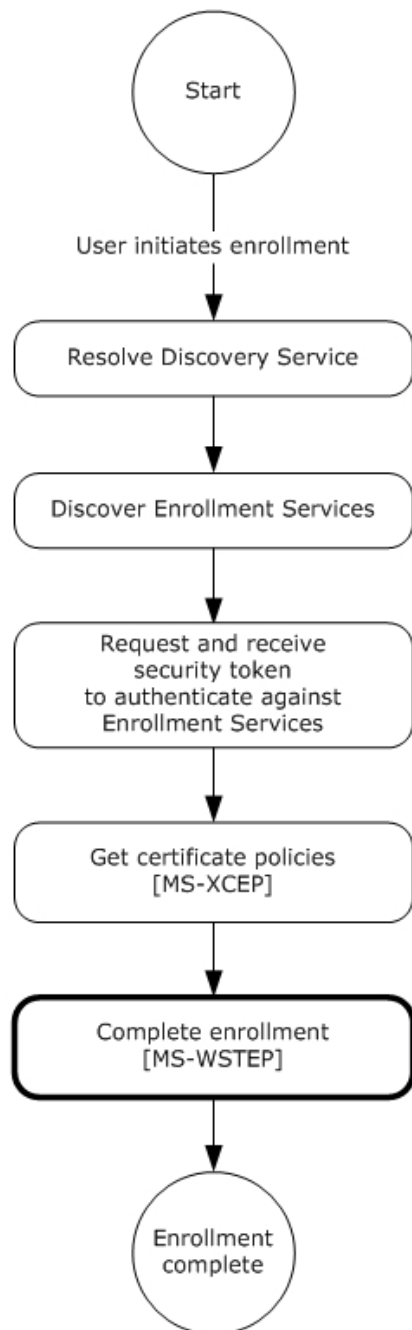 Start
User initiates enrollment
Resolve Discovery Service
Discover Enrollment Services
Request and receive
security token
to authenticate against
Enrollment Services
Get certificate policies
[MS-XCEP]
Complete enrollment
[MS-WSTEP]
Enrollment
complete